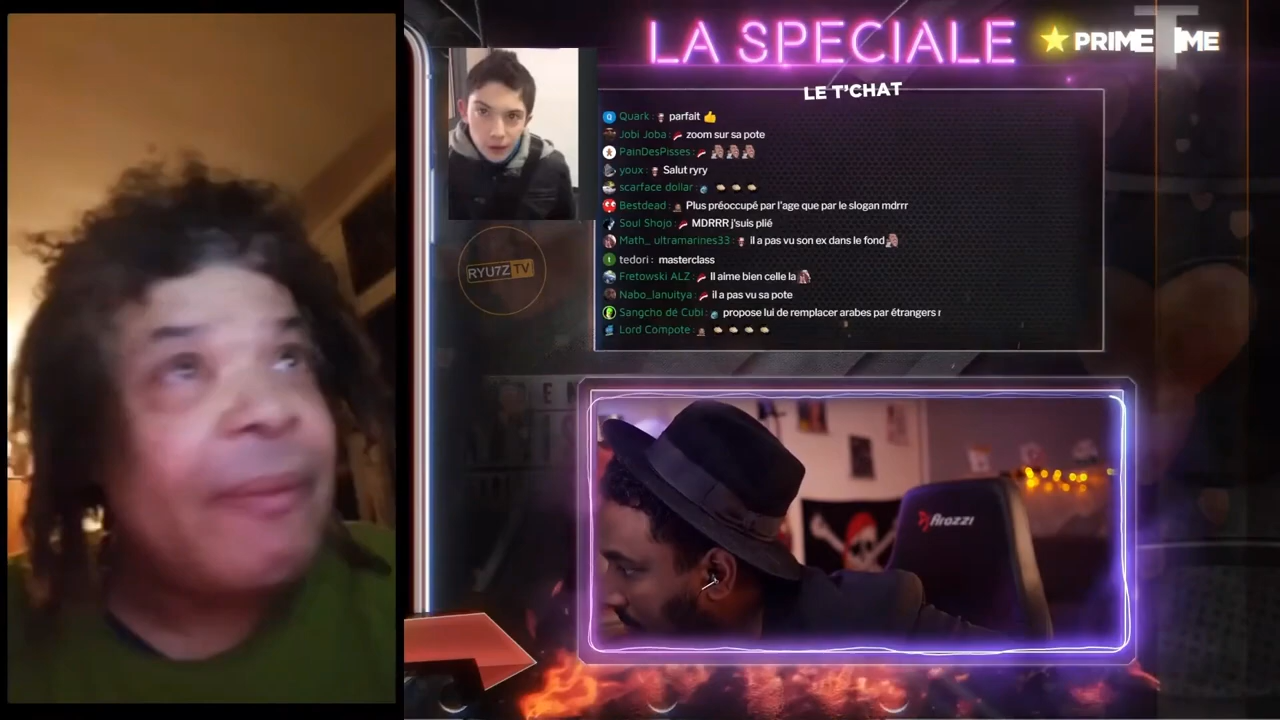 LA SPECIALE
PRIME TIME
LE T'CHAT
Quark : parfait 👍
Jobi Joba : zoom sur sa pote
PainDesPisses :
youx : Salut ryry
scarface dollar :
Bestdead : Plus préoccupé par l'age que par le slogan mdrrr
Soul Shojo : MDRRR j'suis plié
Math_ ultramarines33 : il a pas vu son ex dans le fond
tedori : masterclass
Fretowski ALZ : Il aime bien celle la
Nabo_lanuitya : il a pas vu sa pote
Sangcho de Cubi : propose lui de remplacer arabes par étrangers
Lord Compote :
RYU7Z TV
Arozzi